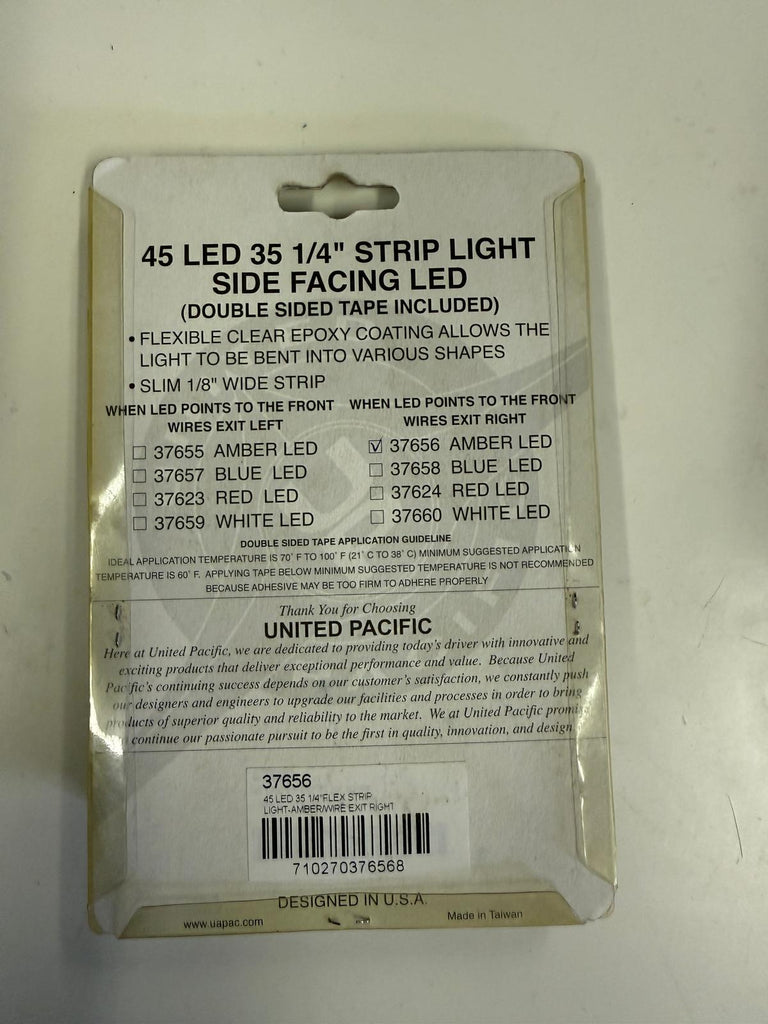 45 LED 35 1/4" STRIP LIGHT
SIDE FACING LED
(DOUBLE SIDED TAPE INCLUDED)
• FLEXIBLE CLEAR EPOXY COATING ALLOWS THE
LIGHT TO BE BENT INTO VARIOUS SHAPES
• SLIM 1/8" WIDE STRIP
WHEN LED POINTS TO THE FRONT
WIRES EXIT LEFT
☐ 37655 AMBER LED
☐ 37657 BLUE LED
☐ 37623 RED LED
☐ 37659 WHITE LED
WHEN LED POINTS TO THE FRONT
WIRES EXIT RIGHT
☑ 37656 AMBER LED
☐ 37658 BLUE LED
☐ 37624 RED LED
☐ 37660 WHITE LED
DOUBLE SIDED TAPE APPLICATION GUIDELINE
IDEAL APPLICATION TEMPERATURE IS 70° F TO 100° F (21° C TO 38° C) MINIMUM SUGGESTED APPLICATION
TEMPERATURE IS 60° F. APPLYING TAPE BELOW MINIMUM SUGGESTED TEMPERATURE IS NOT RECOMMENDED
BECAUSE ADHESIVE MAY BE TOO FIRM TO ADHERE PROPERLY
Thank You for Choosing
UNITED PACIFIC
Here at United Pacific, we are dedicated to providing today's driver with innovative and
exciting products that deliver exceptional performance and value. Because United
Pacific's continuing success depends on our customer's satisfaction, we constantly push
our designers and engineers to upgrade our facilities and processes in order to bring
products of superior quality and reliability to the market. We at United Pacific promise
continue our passionate pursuit to be the first in quality, innovation, and design
37656
45 LED 35 1/4"FLEX STRIP
LIGHT-AMBER/WIRE EXIT RIGHT
710270376568
DESIGNED IN U.S.A.
www.uapac.com
Made in Taiwan